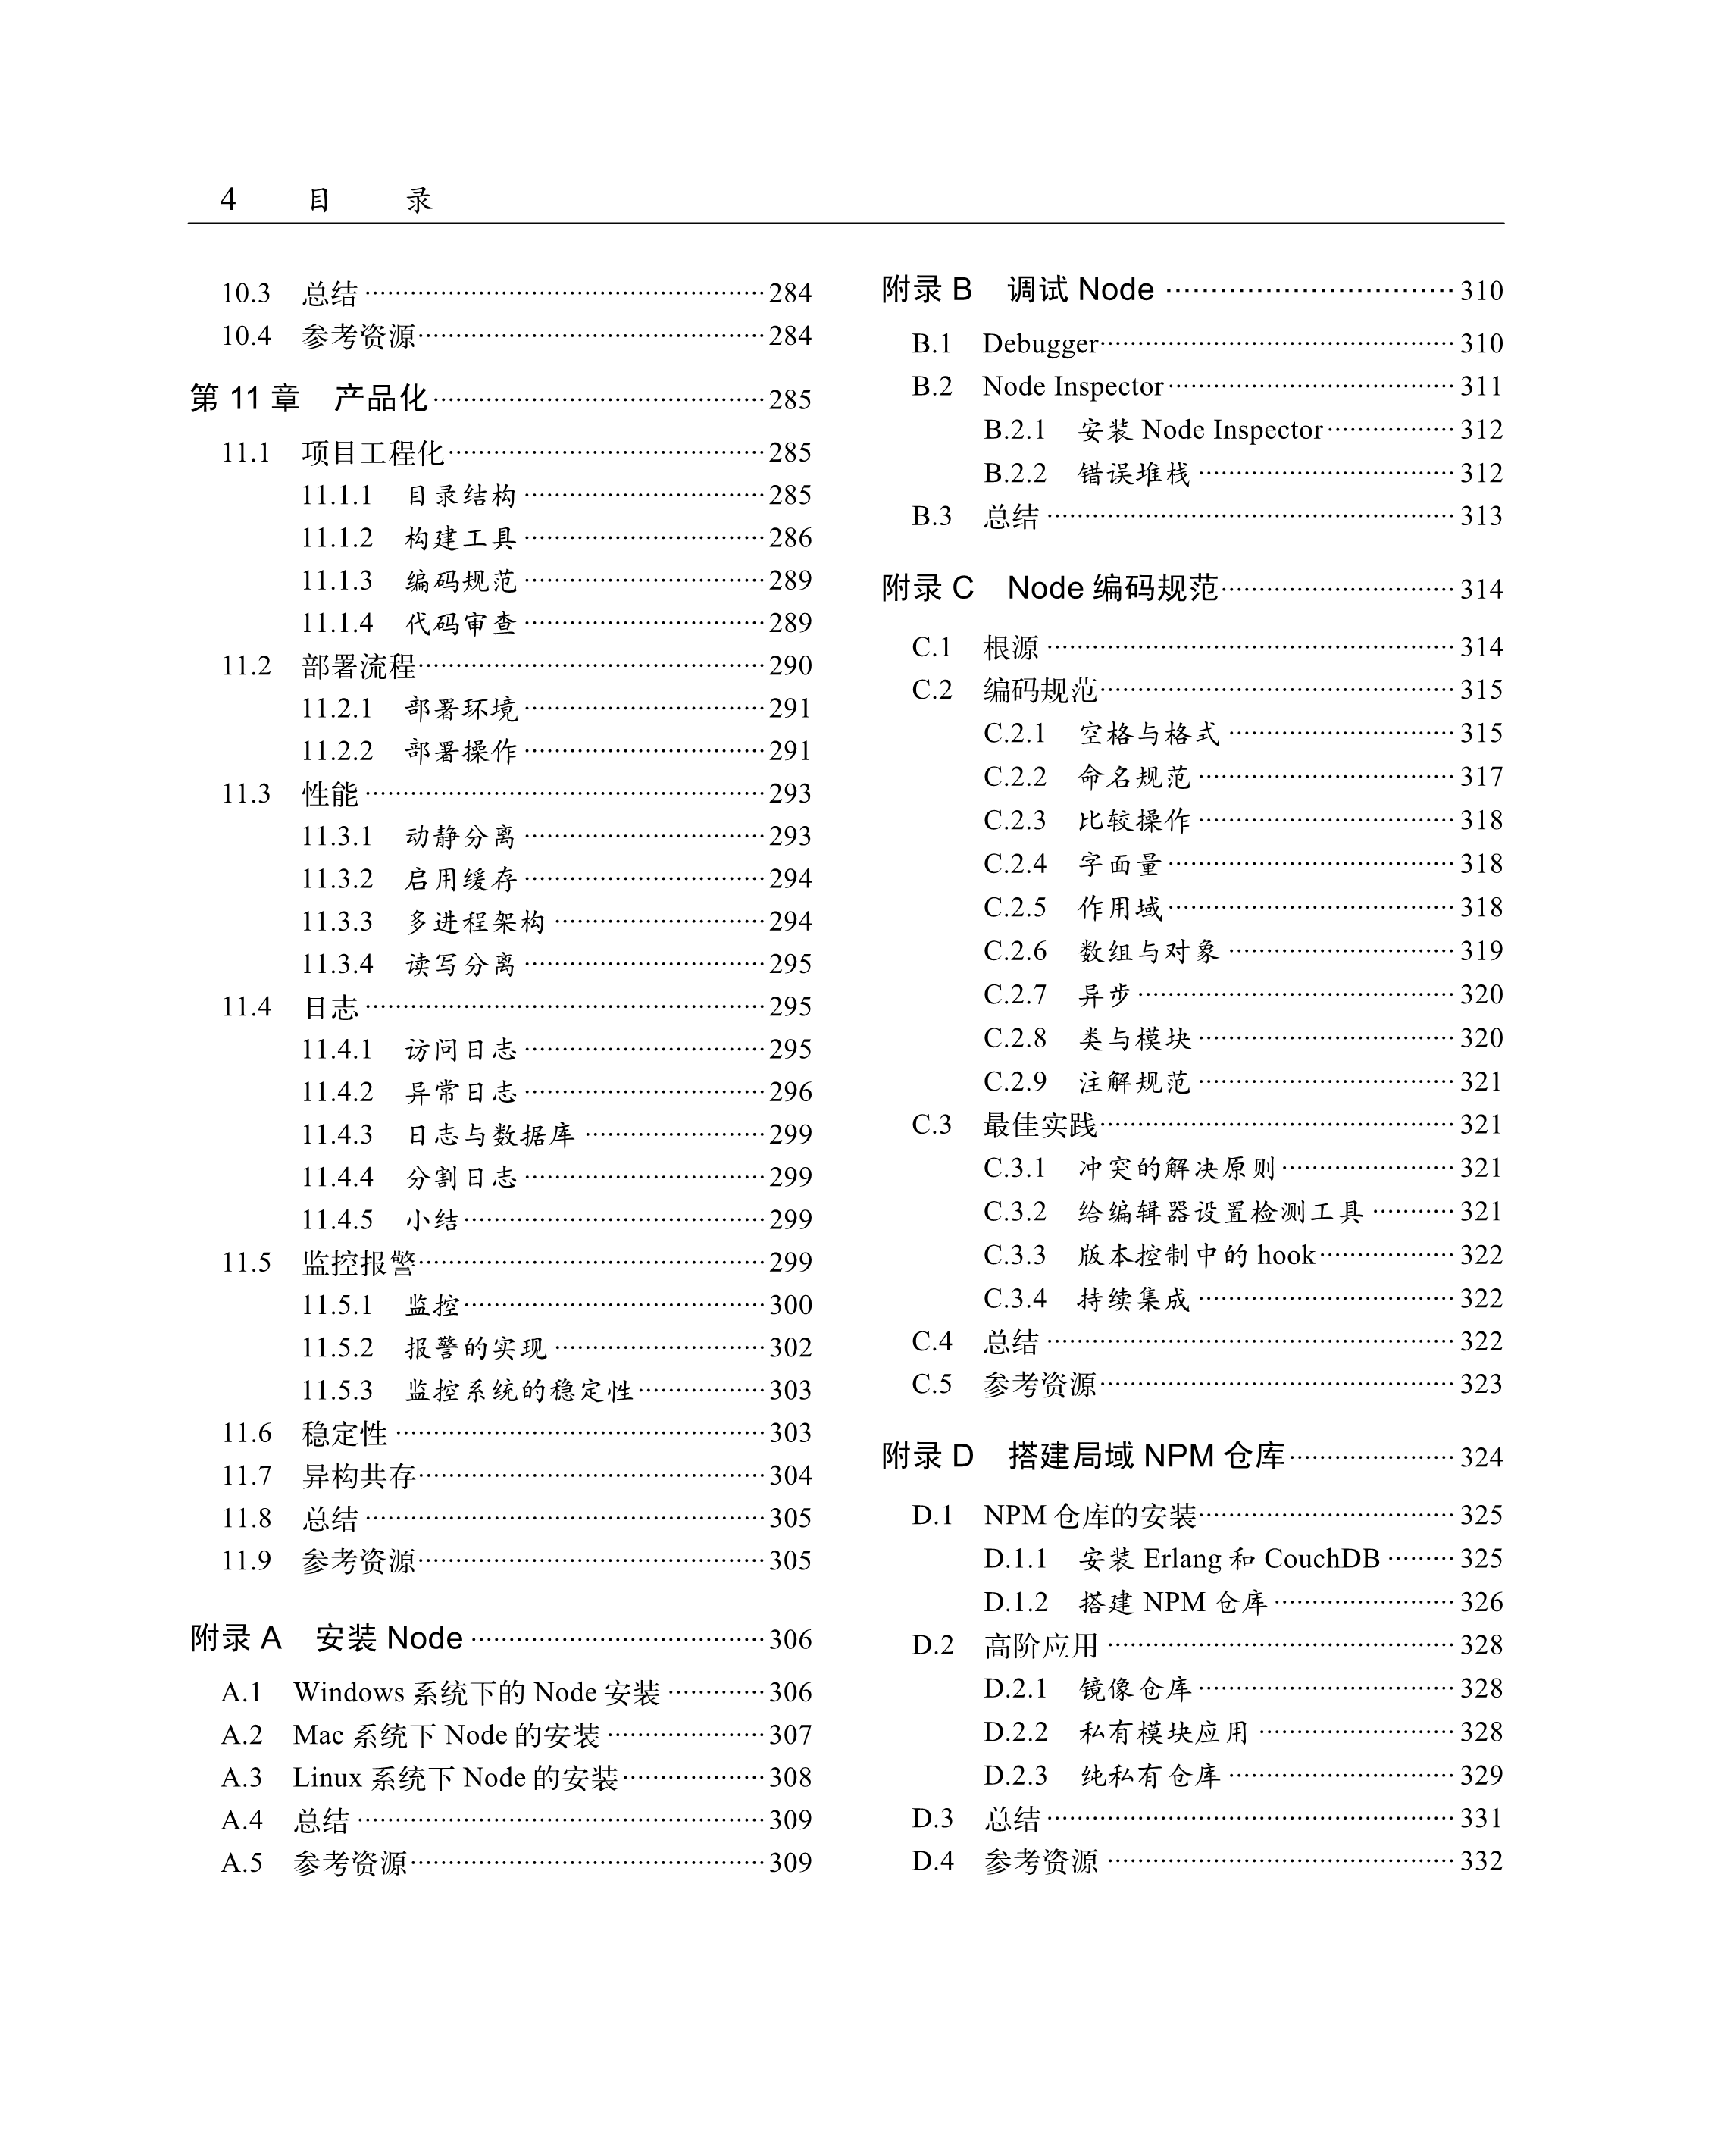 4 目 录
10.3 总结 284
10.4 参考资源 284
第 11 章 产品化 285
11.1 项目工程化 285
11.1.1 目录结构 285
11.1.2 构建工具 286
11.1.3 编码规范 289
11.1.4 代码审查 289
11.2 部署流程 290
11.2.1 部署环境 291
11.2.2 部署操作 291
11.3 性能 293
11.3.1 动静分离 293
11.3.2 启用缓存 294
11.3.3 多进程架构 294
11.3.4 读写分离 295
11.4 日志 295
11.4.1 访问日志 295
11.4.2 异常日志 296
11.4.3 日志与数据库 299
11.4.4 分割日志 299
11.4.5 小结 299
11.5 监控报警 299
11.5.1 监控 300
11.5.2 报警的实现 302
11.5.3 监控系统的稳定性 303
11.6 稳定性 303
11.7 异构共存 304
11.8 总结 305
11.9 参考资源 305
附录 A 安装 Node 306
A.1 Windows 系统下的 Node 安装 306
A.2 Mac 系统下 Node 的安装 307
A.3 Linux 系统下 Node 的安装 308
A.4 总结 309
A.5 参考资源 309
附录 B 调试 Node 310
B.1 Debugger 310
B.2 Node Inspector 311
B.2.1 安装 Node Inspector 312
B.2.2 错误堆栈 312
B.3 总结 313
附录 C Node 编码规范 314
C.1 根源 314
C.2 编码规范 315
C.2.1 空格与格式 315
C.2.2 命名规范 317
C.2.3 比较操作 318
C.2.4 字面量 318
C.2.5 作用域 318
C.2.6 数组与对象 319
C.2.7 异步 320
C.2.8 类与模块 320
C.2.9 注解规范 321
C.3 最佳实践 321
C.3.1 冲突的解决原则 321
C.3.2 给编辑器设置检测工具 321
C.3.3 版本控制中的 hook 322
C.3.4 持续集成 322
C.4 总结 322
C.5 参考资源 323
附录 D 搭建局域 NPM 仓库 324
D.1 NPM 仓库的安装 325
D.1.1 安装 Erlang 和 CouchDB 325
D.1.2 搭建 NPM 仓库 326
D.2 高阶应用 328
D.2.1 镜像仓库 328
D.2.2 私有模块应用 328
D.2.3 纯私有仓库 329
D.3 总结 331
D.4 参考资源 332